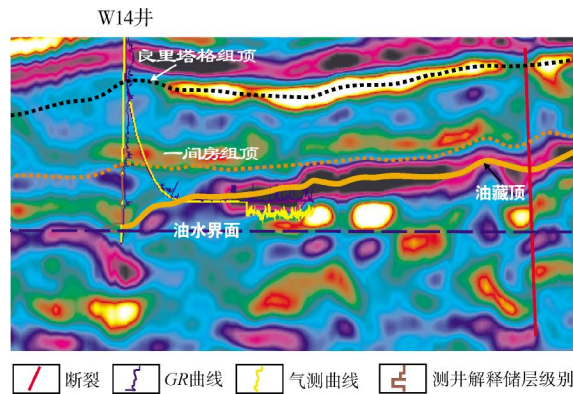 W14井
良里塔格组顶
一间房组顶
油藏顶
油水界面
断裂
GR曲线
气测曲线
测井解释储层级别